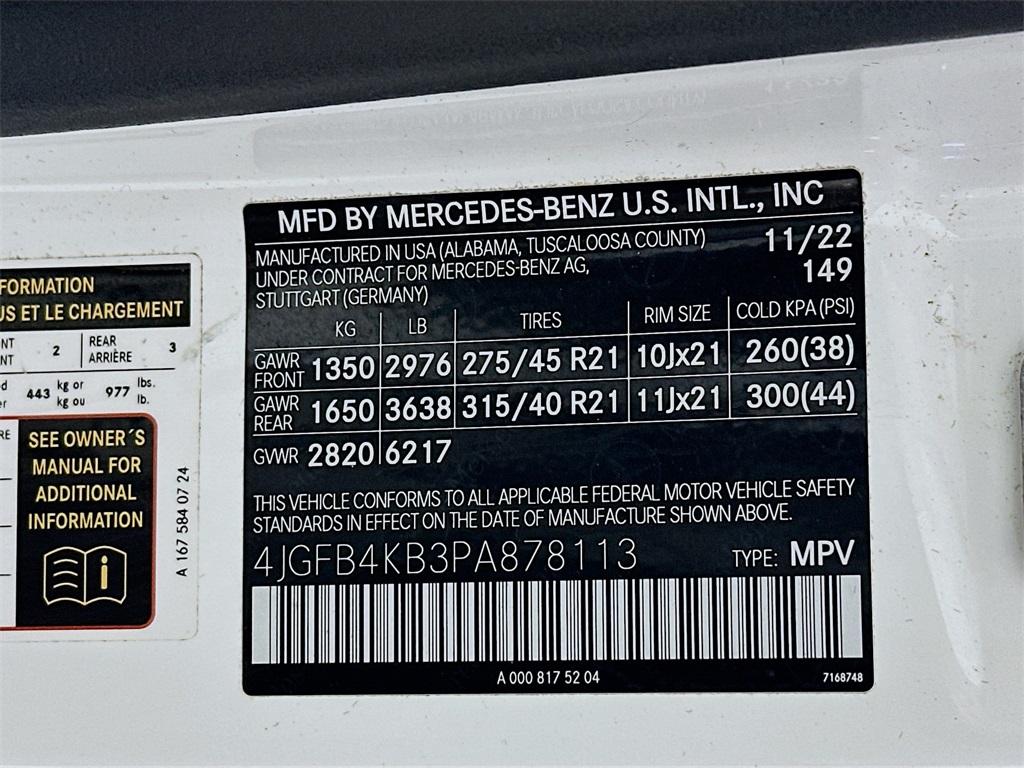 MFD BY MERCEDES-BENZ U.S. INTL., INC
MANUFACTURED IN USA (ALABAMA, TUSCALOOSA COUNTY) 11/22
UNDER CONTRACT FOR MERCEDES-BENZ AG, 149
STUTTGART (GERMANY)
KG LB TIRES RIM SIZE COLD KPA (PSI)
GAWR FRONT 1350 2976 275/45 R21 10Jx21 260(38)
GAWR REAR 1650 3638 315/40 R21 11Jx21 300(44)
GVWR 2820 6217
THIS VEHICLE CONFORMS TO ALL APPLICABLE FEDERAL MOTOR VEHICLE SAFETY
STANDARDS IN EFFECT ON THE DATE OF MANUFACTURE SHOWN ABOVE.
4JGFB4KB3PA878113 TYPE: MPV
A 000 817 52 04 7168748
FORMATION
US ET LE CHARGEMENT
NT 2 REAR 3
NT ARRIÈRE
d 443 kg or 977 lbs.
er kg ou lb.
RE
SEE OWNER´S
MANUAL FOR
ADDITIONAL
INFORMATION
i
A 167 584 07 24